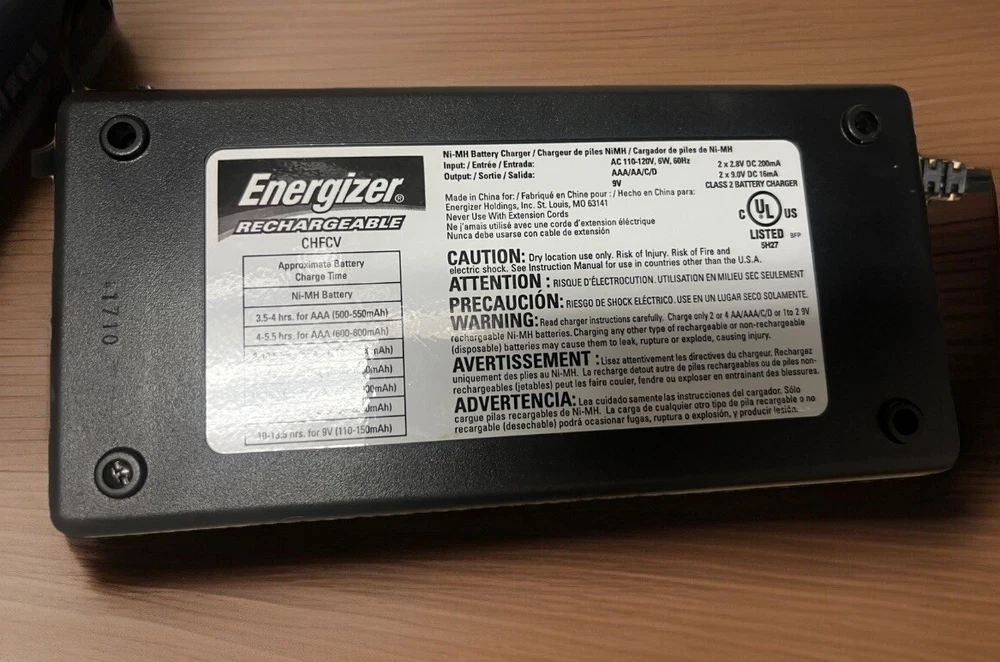 Energizer®
RECHARGEABLE
CHFCV
Approximate Battery
Charge Time
Ni-MH Battery
3.5-4 hrs. for AAA (500-550mAh)
4-5.5 hrs. for AAA (600-800mAh)
mAh)
mAh)
mAh)
mAh)
10-13.5 hrs. for 9V (110-150mAh)
Ni-MH Battery Charger / Chargeur de piles NiMH / Cargador de pilas de Ni-MH
Input: / Entrée / Entrada: AC 110-120V, 6W, 60Hz
Output: / Sortie / Salida: AAA/AA/C/D 2 x 2.8V DC 200mA
9V 2 x 9.0V DC 16mA
CLASS 2 BATTERY CHARGER
Made in China for: / Fabriqué en Chine pour : / Hecho en China para:
Energizer Holdings, Inc. St. Louis, MO 63141
Never Use With Extension Cords
Ne j'amais utilisé avec une corde d'extension éléctrique
Nunca debe usarse con cable de extensión
C UL US
LISTED BFP
5H27
CAUTION: Dry location use only. Risk of Injury. Risk of Fire and
electric shock. See Instruction Manual for use in countries other than the U.S.A.
ATTENTION : RISQUE D'ÉLECTROCUTION. UTILISATION EN MILIEU SEC SEULEMENT
PRECAUCIÓN: RIESGO DE SHOCK ELÉCTRICO. USE EN UN LUGAR SECO SOLAMENTE.
WARNING: Read charger instructions carefully. Charge only 2 or 4 AA/AAA/C/D or 1 to 2 9V
rechargeable Ni-MH batteries. Charging any other type of rechargeable or non-rechargeable
(disposable) batteries may cause them to leak, rupture or explode, causing injury.
AVERTISSEMENT : Lisez attentivement les directives du chargeur. Rechargez
uniquement des plies au Ni-MH. La recharge detout autre de piles rechargeables ou de piles non-
rechargeables (jetables) peut les faire couler, fendre ou exploser en entrainant des blessures.
ADVERTENCIA: Lea cuidado samente las instrucciones del cargador. Sólo
cargue pilas recargables de Ni-MH. La carga de cualquier otro tipo de pila recargable o no
recargable (desechable) podrá ocasionar fugas, ruptura o explosión, y producir lesión.
1710